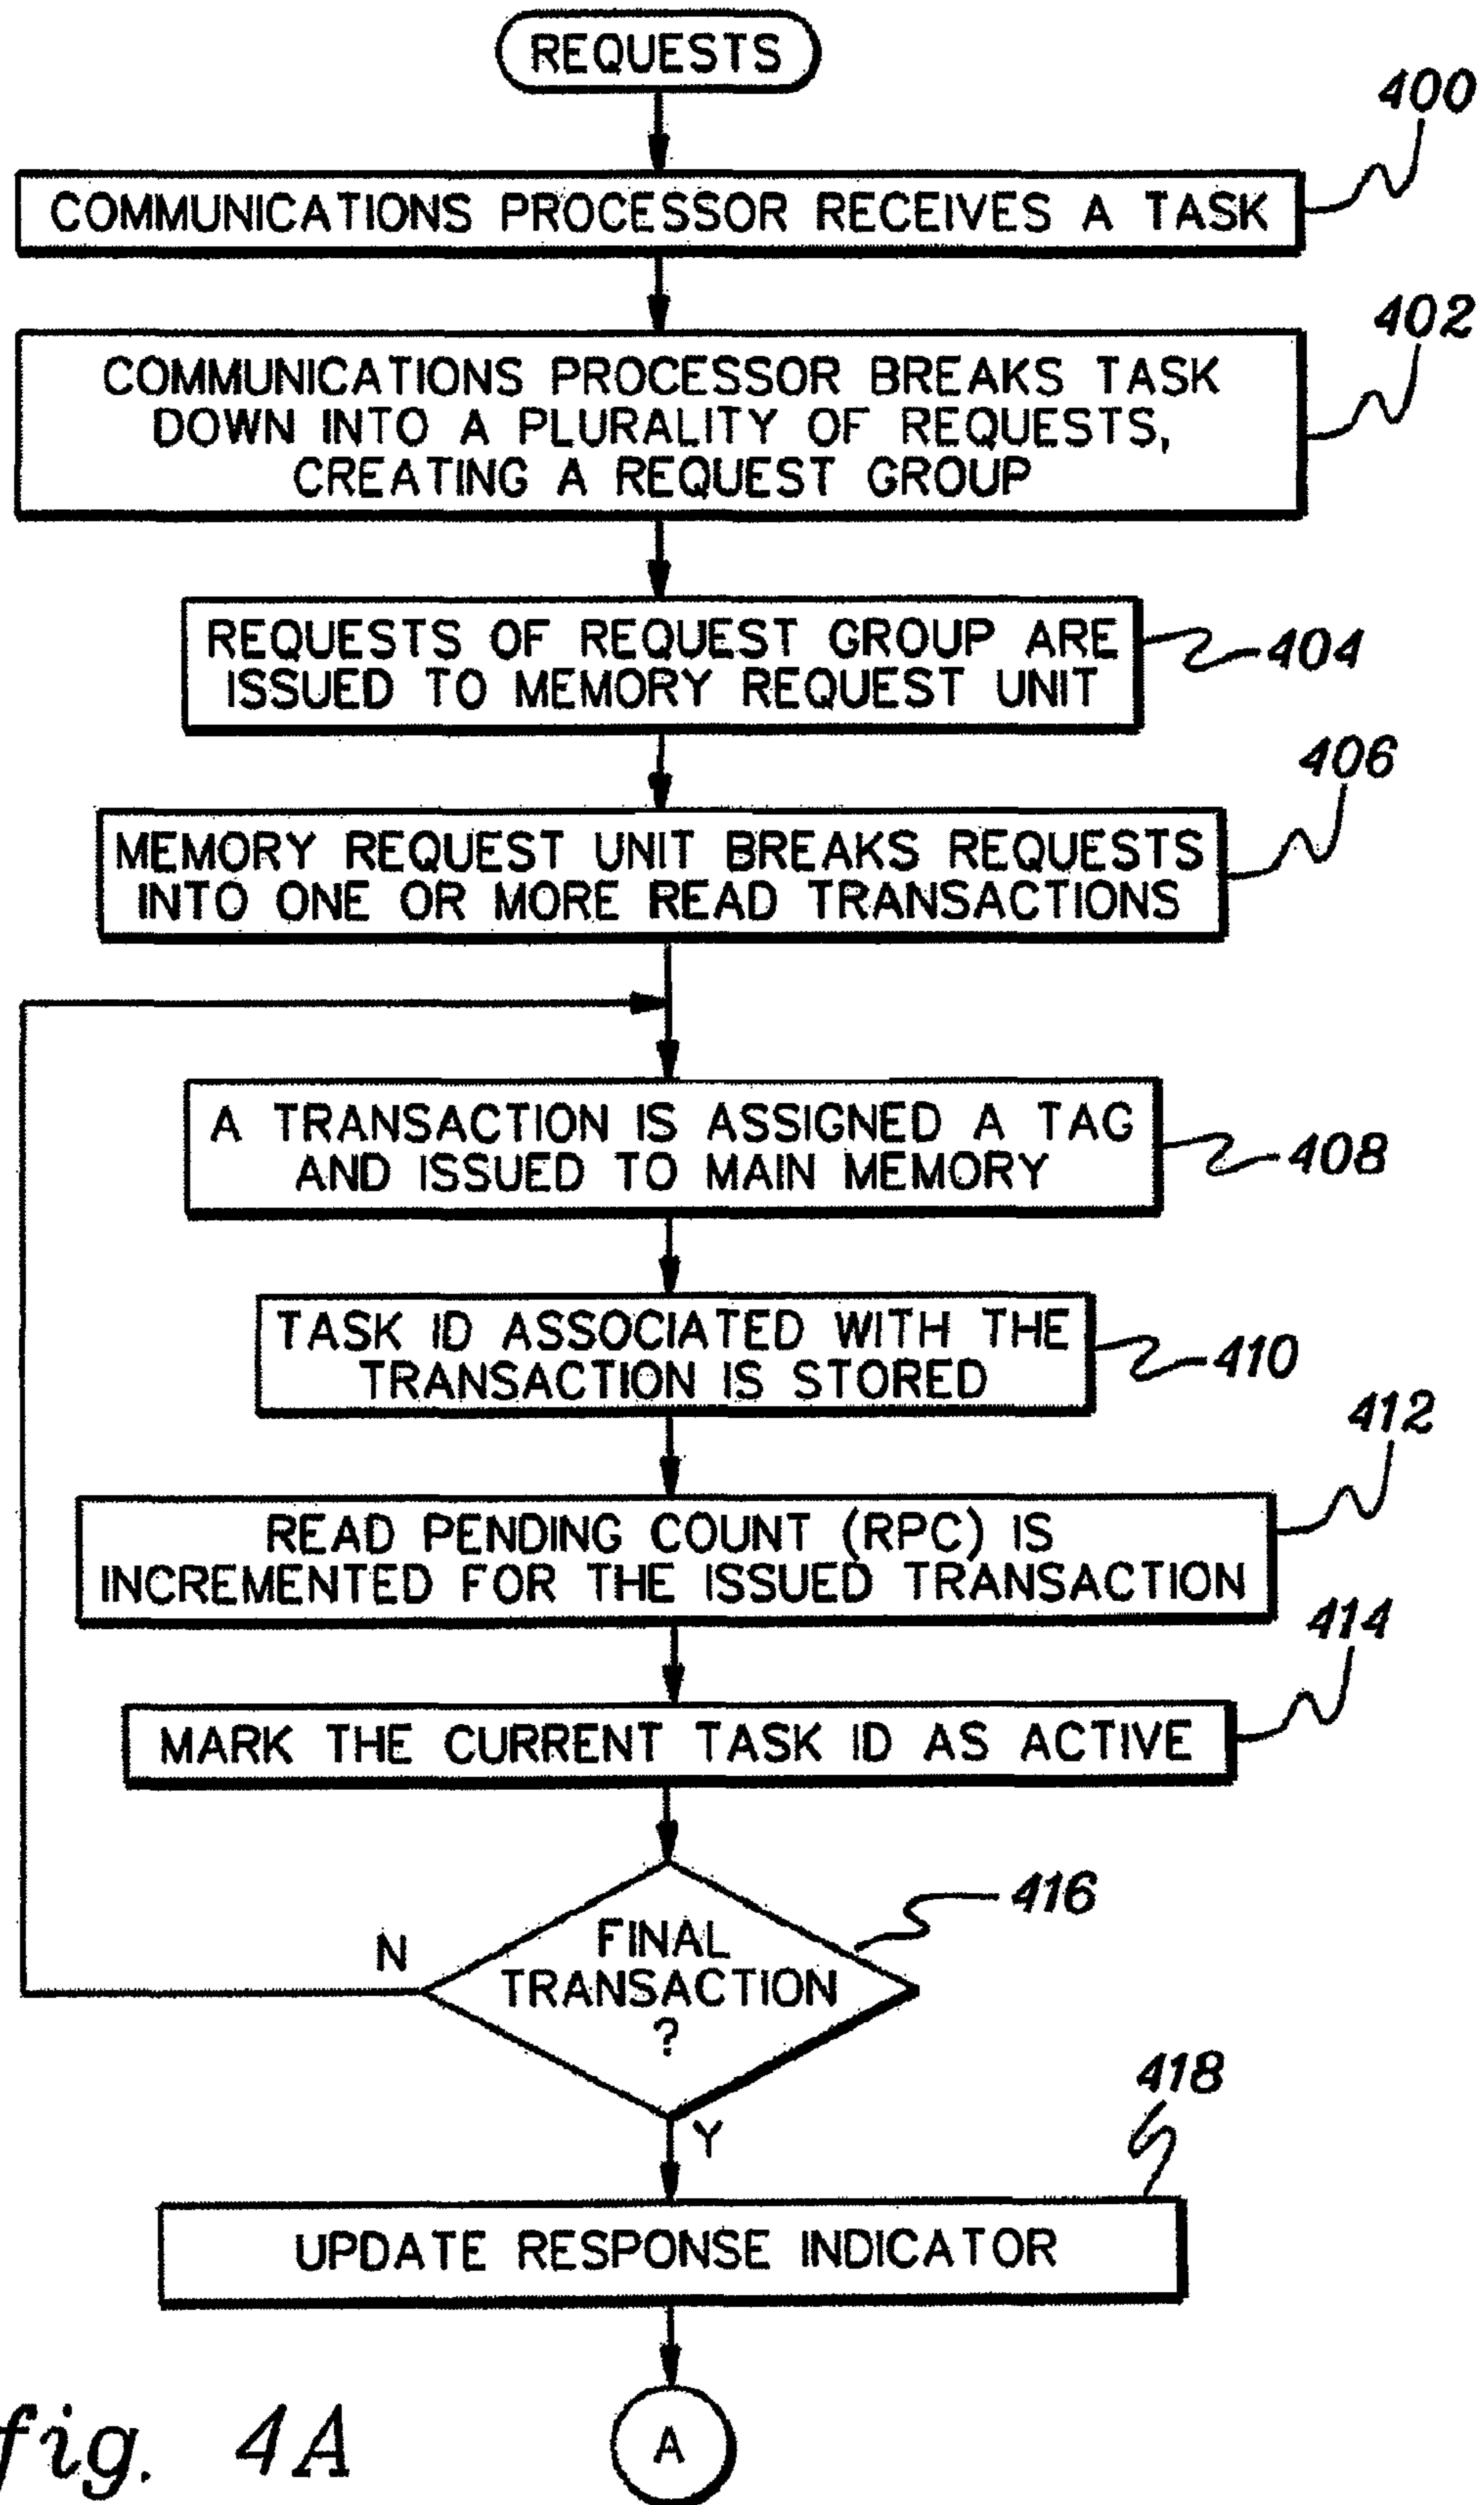 REQUESTS
400
COMMUNICATIONS PROCESSOR RECEIVES A TASK
402
COMMUNICATIONS PROCESSOR BREAKS TASK
DOWN INTO A PLURALITY OF REQUESTS,
CREATING A REQUEST GROUP
REQUESTS OF REQUEST GROUP ARE
ISSUED TO MEMORY REQUEST UNIT
404
406
MEMORY REQUEST UNIT BREAKS REQUESTS
INTO ONE OR MORE READ TRANSACTIONS
A TRANSACTION IS ASSIGNED A TAG
AND ISSUED TO MAIN MEMORY
408
TASK ID ASSOCIATED WITH THE
TRANSACTION IS STORED
410
412
READ PENDING COUNT (RPC) IS
INCREMENTED FOR THE ISSUED TRANSACTION
414
MARK THE CURRENT TASK ID AS ACTIVE
416
N
FINAL
TRANSACTION
?
Y
418
UPDATE RESPONSE INDICATOR
A
fig. 4A